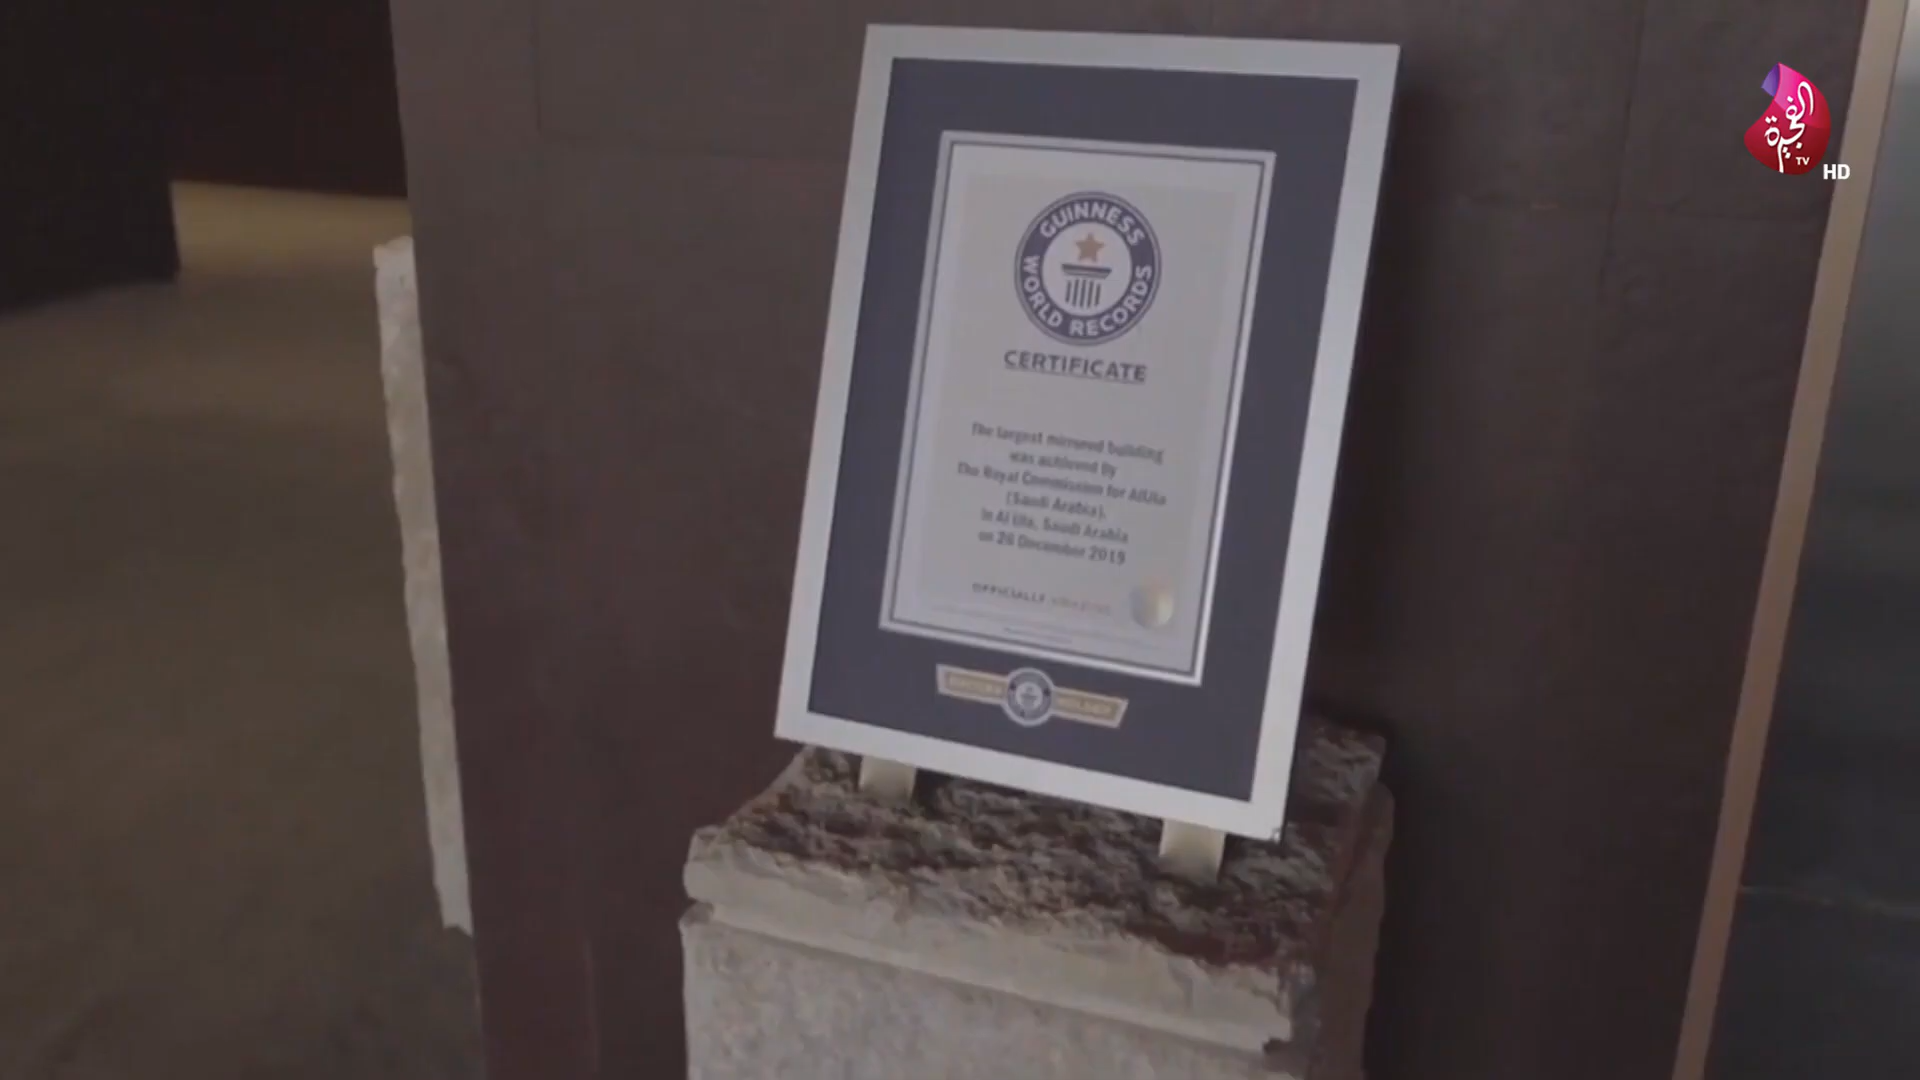 الفجيرة
TV
HD
GUINNESS
WORLD RECORDS
CERTIFICATE
The largest mirrored building
was achieved by
The Royal Commission for AlUla
(Saudi Arabia),
in Al Ula, Saudi Arabia
on 26 December 2019
OFFICIALLY AMAZING